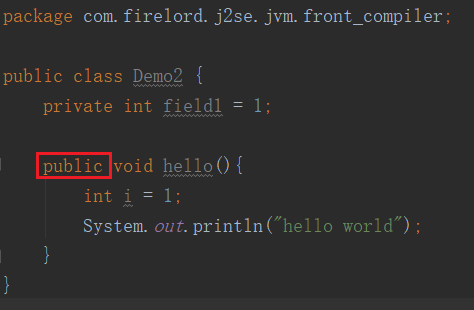 package com.firelord.j2se.jvm.front_compiler;
public class Demo2 {
private int field1 = 1;
public void hello(){
int i = 1;
System.out.println("hello world");
}
}